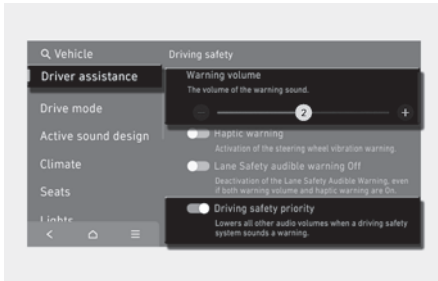 Vehicle
Driving safety
Driver assistance
Warning volume
The volume of the warning sound.
2
Drive mode
Haptic warning
Activation of the steering wheel vibration warning.
Active sound design
Lane Safety audible warning Off
Deactivation of the Lane Safety Audible Warning, even
if both warning volume and haptic warning are On.
Climate
Seats
Driving safety priority
Lowers all other audio volumes when a driving safety
system sounds a warning.
Lights